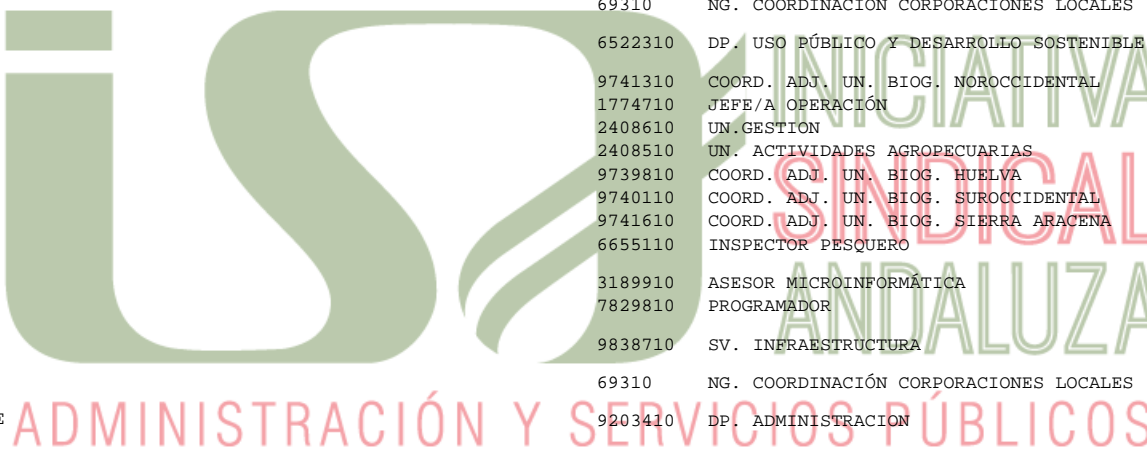 69310 NG. COORDINACIÓN CORPORACIONES LOCALES
6522310 DP. USO PÚBLICO Y DESARROLLO SOSTENIBLE
9741310 COORD. ADJ. UN. BIOG. NOROCCIDENTAL
1774710 JEFE/A OPERACIÓN
2408610 UN.GESTION
2408510 UN. ACTIVIDADES AGROPECUARIAS
9739810 COORD. ADJ. UN. BIOG. HUELVA
9740110 COORD. ADJ. UN. BIOG. SUROCCIDENTAL
9741610 COORD. ADJ. UN. BIOG. SIERRA ARACENA
6655110 INSPECTOR PESQUERO
3189910 ASESOR MICROINFORMÁTICA
7829810 PROGRAMADOR
9838710 SV. INFRAESTRUCTURA
69310 NG. COORDINACIÓN CORPORACIONES LOCALES
E 9203410 DP. ADMINISTRACION
isa
INICIATIVA
SINDICAL
ANDALUZA
ADMINISTRACIÓN Y SERVICIOS PÚBLICOS